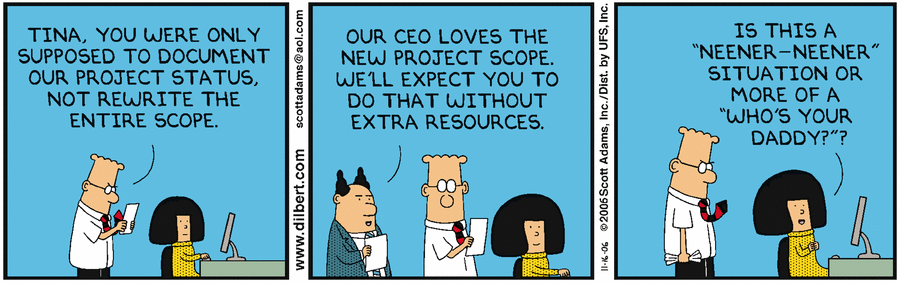 TINA, YOU WERE ONLY
SUPPOSED TO DOCUMENT
OUR PROJECT STATUS,
NOT REWRITE THE
ENTIRE SCOPE.
www.dilbert.com scottadams@aol.com
OUR CEO LOVES THE
NEW PROJECT SCOPE.
WE'LL EXPECT YOU TO
DO THAT WITHOUT
EXTRA RESOURCES.
11-16-06 ©2006 Scott Adams, Inc./Dist. by UFS, Inc.
IS THIS A
"NEENER-NEENER"
SITUATION OR
MORE OF A
"WHO'S YOUR
DADDY?"?